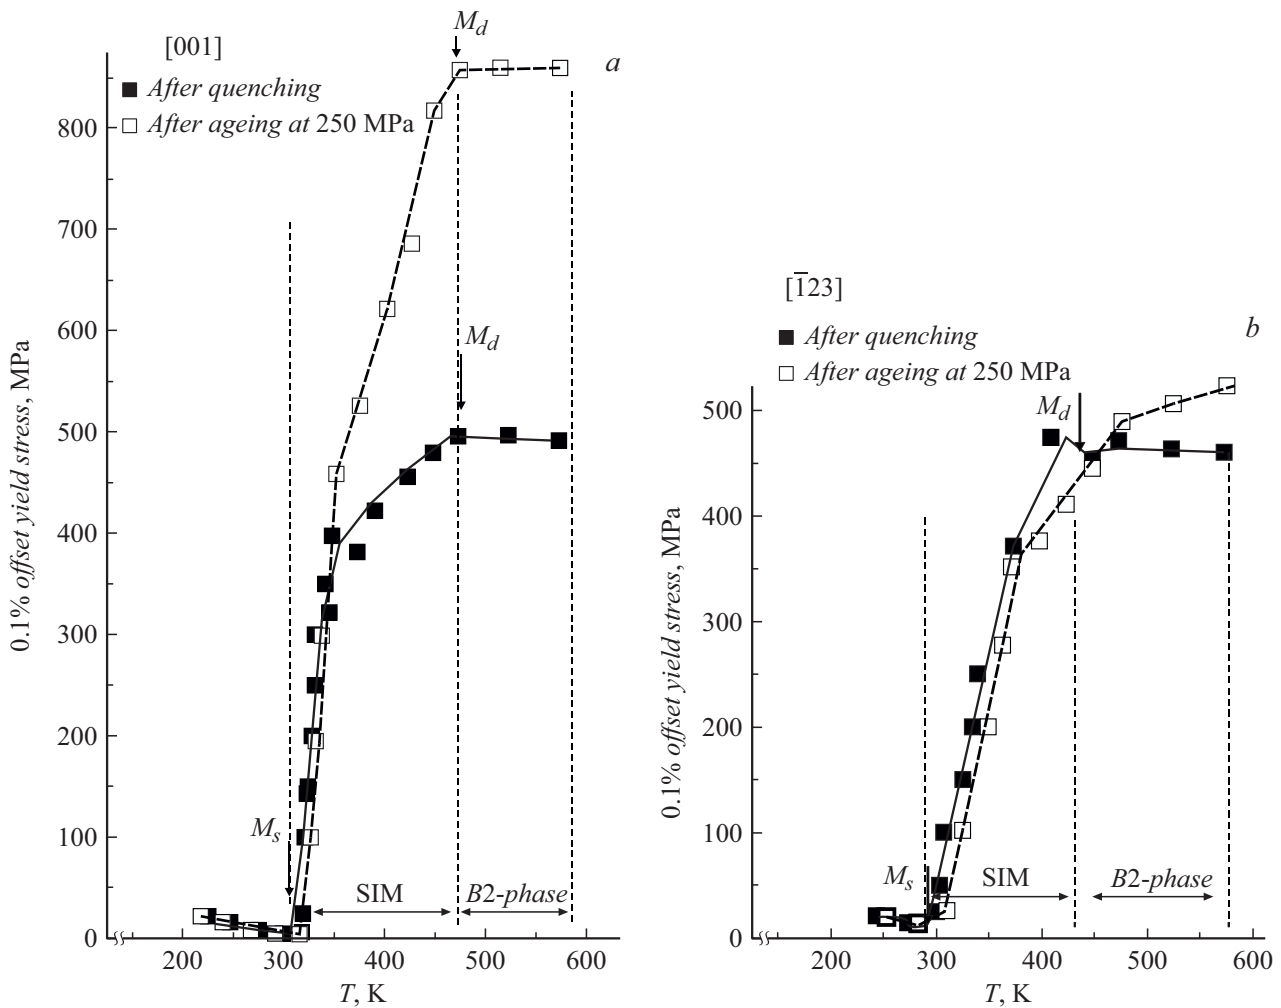 M_d
[001]
a
After quenching
After ageing at 250 MPa
800
700
600
500
400
300
200
100
0
0.1% offset yield stress, MPa
M_d
M_s
SIM
B2-phase
200
300
400
500
600
T, K
[1̅23]
b
After quenching
After ageing at 250 MPa
M_d
500
400
300
200
100
0
0.1% offset yield stress, MPa
M_s
SIM
B2-phase
200
300
400
500
600
T, K